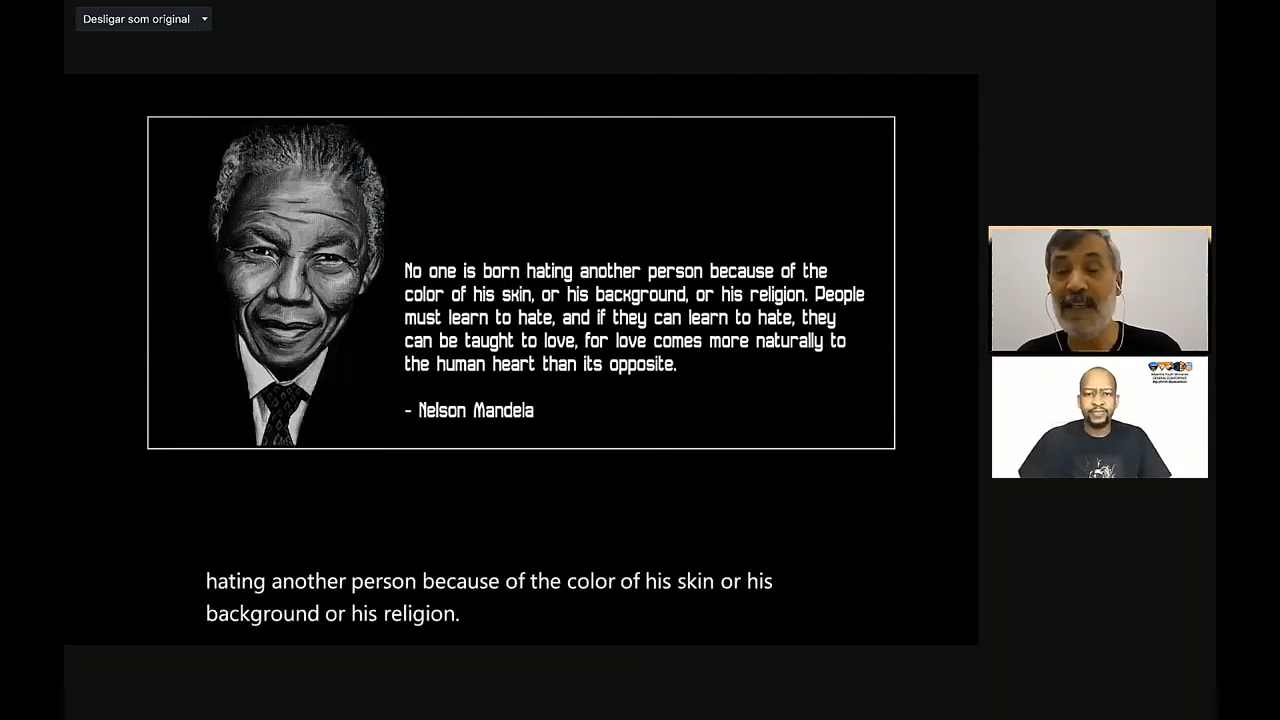 Desligar som original
No one is born hating another person because of the
color of his skin, or his background, or his religion. People
must learn to hate, and if they can learn to hate, they
can be taught to love, for love comes more naturally to
the human heart than its opposite.
- Nelson Mandela
GENERAL CONFERENCE
hating another person because of the color of his skin or his
background or his religion.